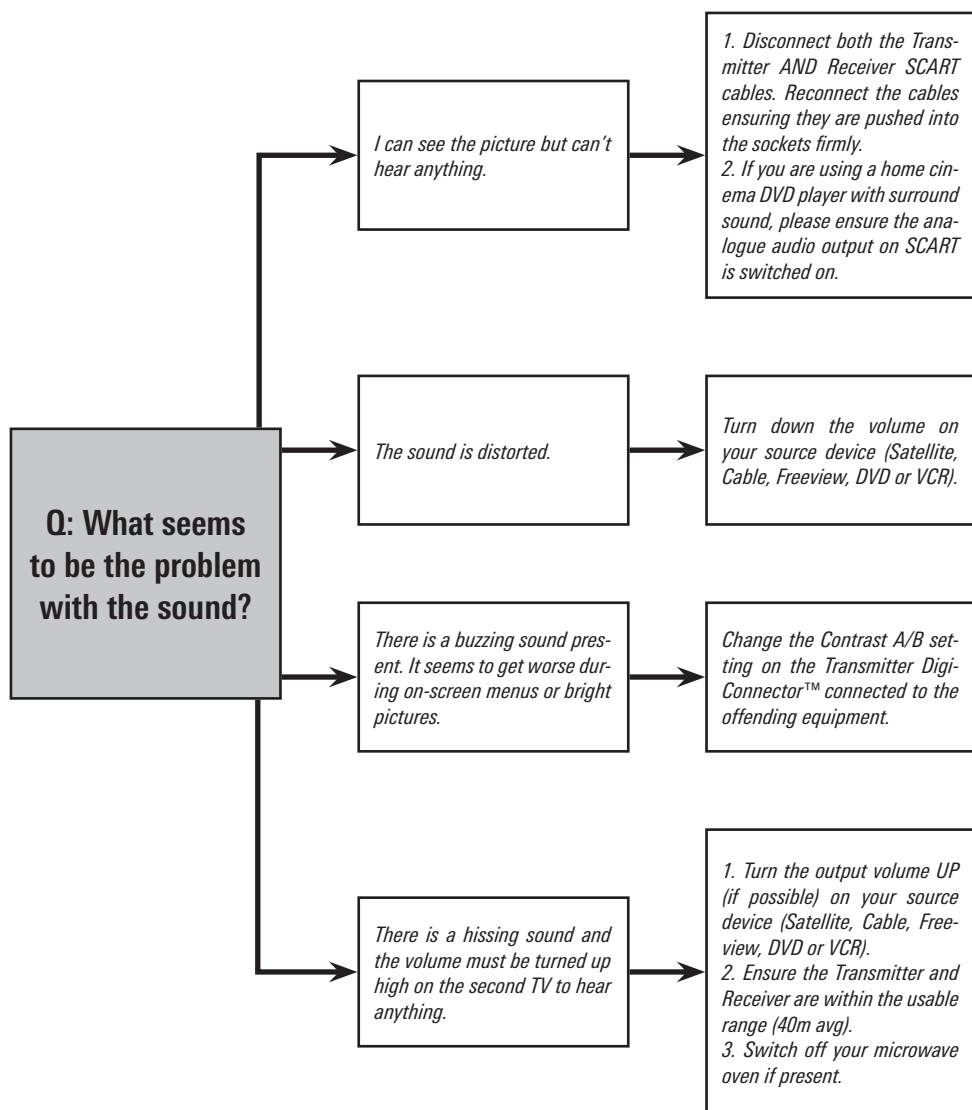 Q: What seems
to be the problem
with the sound?
I can see the picture but can't
hear anything.
1. Disconnect both the Trans-
mitter AND Receiver SCART
cables. Reconnect the cables
ensuring they are pushed into
the sockets firmly.
2. If you are using a home cin-
ema DVD player with surround
sound, please ensure the ana-
logue audio output on SCART
is switched on.
The sound is distorted.
Turn down the volume on
your source device (Satellite,
Cable, Freeview, DVD or VCR).
There is a buzzing sound pres-
ent. It seems to get worse dur-
ing on-screen menus or bright
pictures.
Change the Contrast A/B set-
ting on the Transmitter Digi-
Connector™ connected to the
offending equipment.
There is a hissing sound and
the volume must be turned up
high on the second TV to hear
anything.
1. Turn the output volume UP
(if possible) on your source
device (Satellite, Cable, Free-
view, DVD or VCR).
2. Ensure the Transmitter and
Receiver are within the usable
range (40m avg).
3. Switch off your microwave
oven if present.